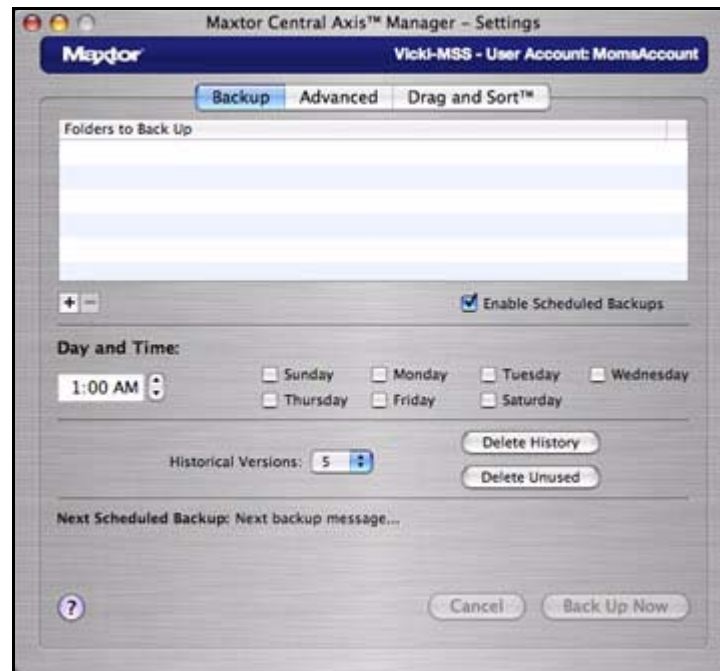 Maxtor Central Axis™ Manager – Settings
Maxtor
Vicki-MSS - User Account: MomsAccount
Backup Advanced Drag and Sort™
Folders to Back Up
+ −
Enable Scheduled Backups
Day and Time:
1:00 AM
Sunday Monday Tuesday Wednesday
Thursday Friday Saturday
Historical Versions: 5
Delete History
Delete Unused
Next Scheduled Backup: Next backup message...
?
Cancel Back Up Now